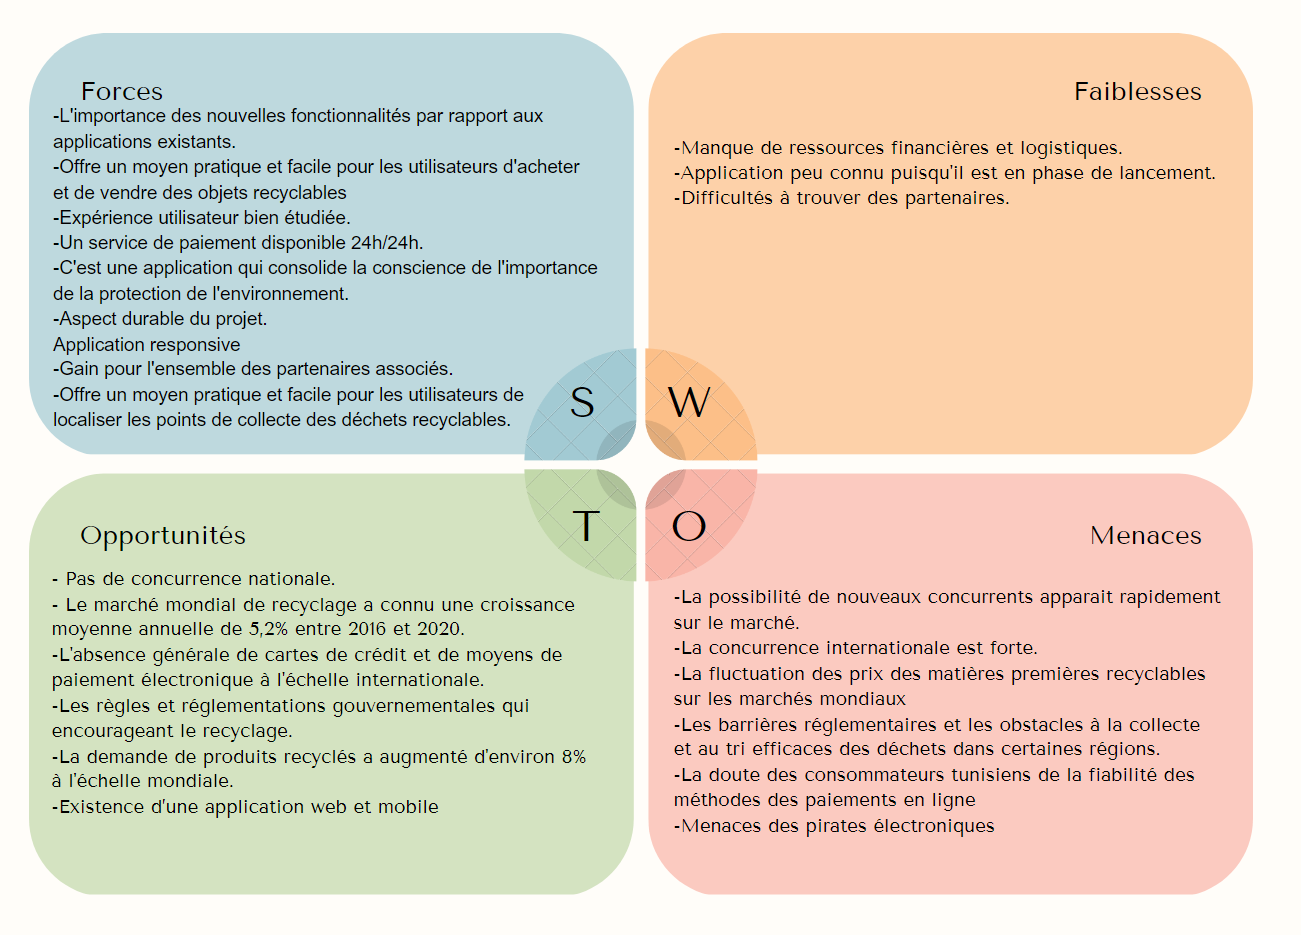 Forces
-L'importance des nouvelles fonctionnalités par rapport aux
applications existants.
-Offre un moyen pratique et facile pour les utilisateurs d'acheter
et de vendre des objets recyclables
-Expérience utilisateur bien étudiée.
-Un service de paiement disponible 24h/24h.
-C'est une application qui consolide la conscience de l'importance
de la protection de l'environnement.
-Aspect durable du projet.
Application responsive
-Gain pour l'ensemble des partenaires associés.
-Offre un moyen pratique et facile pour les utilisateurs de
localiser les points de collecte des déchets recyclables.
Faiblesses
-Manque de ressources financières et logistiques.
-Application peu connu puisqu'il est en phase de lancement.
-Difficultés à trouver des partenaires.
S
W
T
O
Opportunités
- Pas de concurrence nationale.
- Le marché mondial de recyclage a connu une croissance
moyenne annuelle de 5,2% entre 2016 et 2020.
-L'absence générale de cartes de crédit et de moyens de
paiement électronique à l'échelle internationale.
-Les règles et réglementations gouvernementales qui
encourageant le recyclage.
-La demande de produits recyclés a augmenté d'environ 8%
à l'échelle mondiale.
-Existence d'une application web et mobile
Menaces
-La possibilité de nouveaux concurrents apparait rapidement
sur le marché.
-La concurrence internationale est forte.
-La fluctuation des prix des matières premières recyclables
sur les marchés mondiaux
-Les barrières réglementaires et les obstacles à la collecte
et au tri efficaces des déchets dans certaines régions.
-La doute des consommateurs tunisiens de la fiabilité des
méthodes des paiements en ligne
-Menaces des pirates électroniques